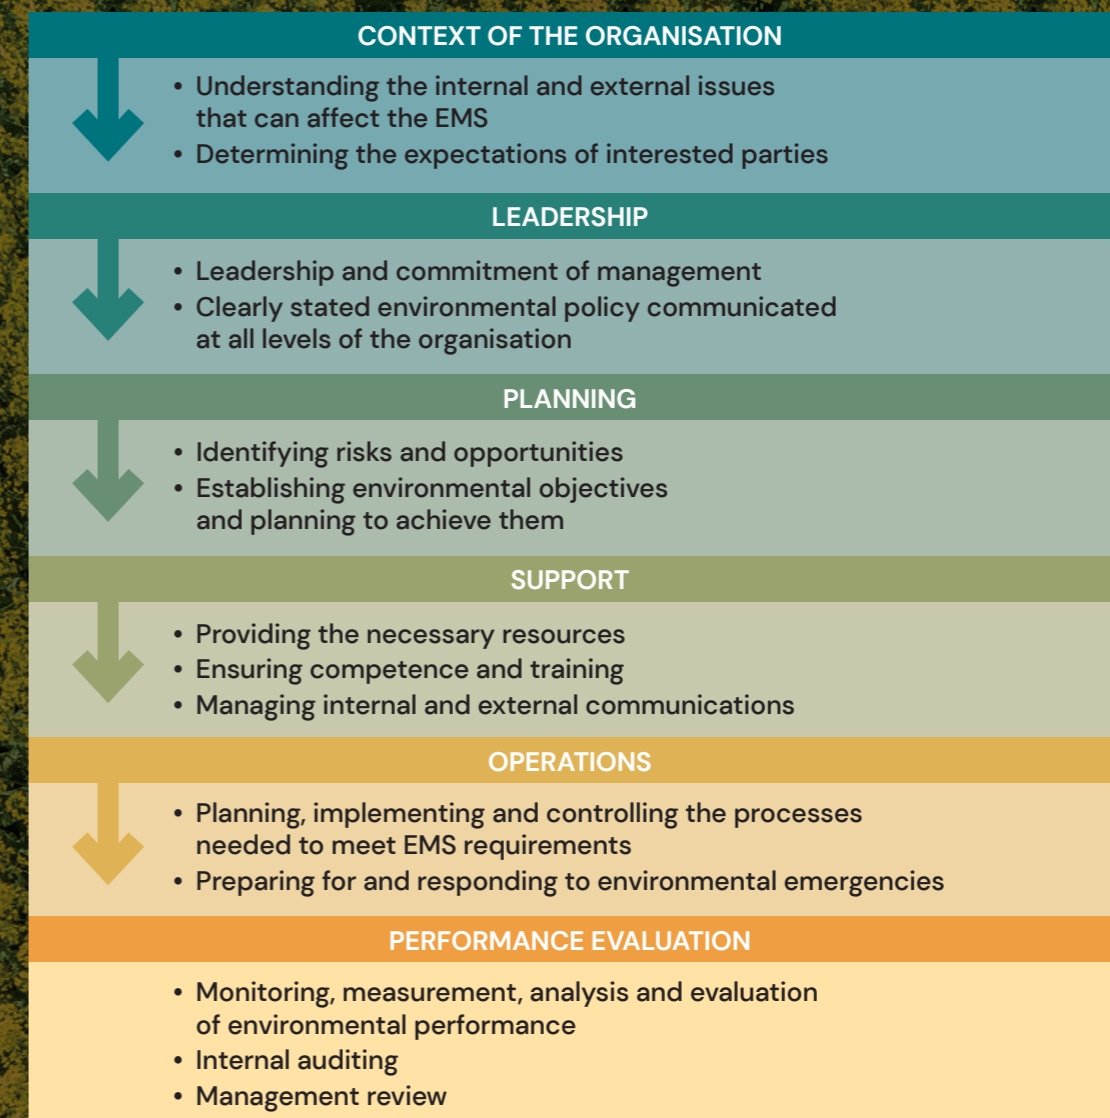 CONTEXT OF THE ORGANISATION
• Understanding the internal and external issues
that can affect the EMS
• Determining the expectations of interested parties
LEADERSHIP
• Leadership and commitment of management
• Clearly stated environmental policy communicated
at all levels of the organisation
PLANNING
• Identifying risks and opportunities
• Establishing environmental objectives
and planning to achieve them
SUPPORT
• Providing the necessary resources
• Ensuring competence and training
• Managing internal and external communications
OPERATIONS
• Planning, implementing and controlling the processes
needed to meet EMS requirements
• Preparing for and responding to environmental emergencies
PERFORMANCE EVALUATION
• Monitoring, measurement, analysis and evaluation
of environmental performance
• Internal auditing
• Management review